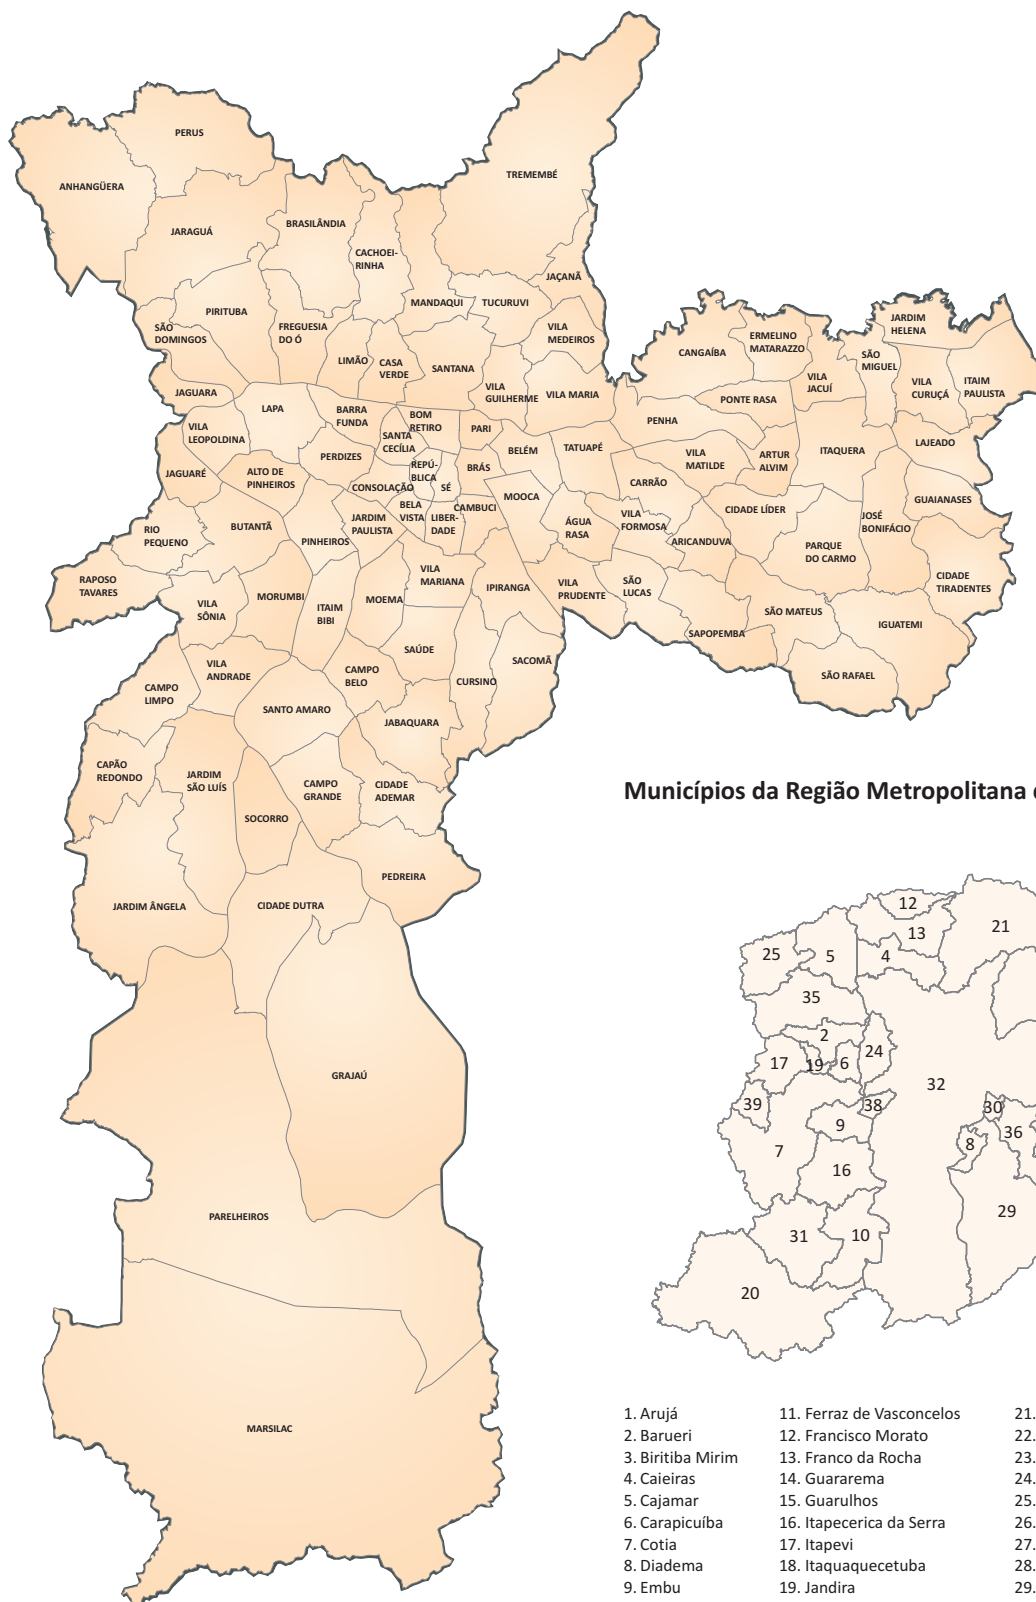 PERUS
ANHANGÜERA
TREMEMBÉ
JARAGUÁ
BRASILÂNDIA
CACHOEI-
RINHA
JAÇANÃ
MANDAQUI
TUCURUVI
PIRITUBA
SÃO
DOMINGOS
FREGUESIA
DO Ó
VILA
MEDEIROS
JARDIM
HELENA
ERMELINO
MATARAZZO
CANGAÍBA
SÃO
MIGUEL
LIMÃO
CASA
VERDE
SANTANA
VILA
JACUÍ
VILA
CURUÇÁ
ITAIM
PAULISTA
JAGUARA
VILA
GUILHERME
VILA MARIA
PONTE RASA
LAPA
BARRA
FUNDA
BOM
RETIRO
PARI
PENHA
VILA
LEOPOLDINA
SANTA
CECÍLIA
BELÉM
TATUAPÉ
VILA
MATILDE
ARTUR
ALVIM
ITAQUERA
LAJEADO
PERDIZES
JAGUARÉ
ALTO DE
PINHEIROS
REPÚ-
BLICA
SÉ
BRÁS
CONSOLAÇÃO
MOOCA
CARRÃO
GUAIANASES
RIO
PEQUENO
BUTANTÃ
PINHEIROS
JARDIM
PAULISTA
BELA
VISTA
LIBER-
DADE
CAMBUCI
ÁGUA
RASA
VILA
FORMOSA
CIDADE LÍDER
JOSÉ
BONIFÁCIO
ARICANDUVA
PARQUE
DO CARMO
RAPOSO
TAVARES
VILA
SÔNIA
MORUMBI
ITAIM
BIBI
MOEMA
VILA
MARIANA
IPIRANGA
VILA
PRUDENTE
SÃO
LUCAS
CIDADE
TIRADENTES
SÃO MATEUS
IGUATEMI
SAPOPEMBA
SAÚDE
SACOMÃ
SÃO RAFAEL
VILA
ANDRADE
CAMPO
BELO
CURSINO
CAMPO
LIMPO
SANTO AMARO
JABAQUARA
CAPÃO
REDONDO
JARDIM
SÃO LUÍS
CAMPO
GRANDE
CIDADE
ADEMAR
SOCORRO
PEDREIRA
JARDIM ÂNGELA
CIDADE DUTRA
GRAJAÚ
PARELHEIROS
MARSILAC
Municípios da Região Metropolitana
12
21
13
25
5
4
35
2
24
17
19
6
32
39
38
30
9
36
8
7
16
29
31
10
20
1. Arujá
2. Barueri
3. Biritiba Mirim
4. Caieiras
5. Cajamar
6. Carapicuíba
7. Cotia
8. Diadema
9. Embu
11. Ferraz de Vasconcelos
12. Francisco Morato
13. Franco da Rocha
14. Guararema
15. Guarulhos
16. Itapecerica da Serra
17. Itapevi
18. Itaquaquecetuba
19. Jandira
21.
22.
23.
24.
25.
26.
27.
28.
29.